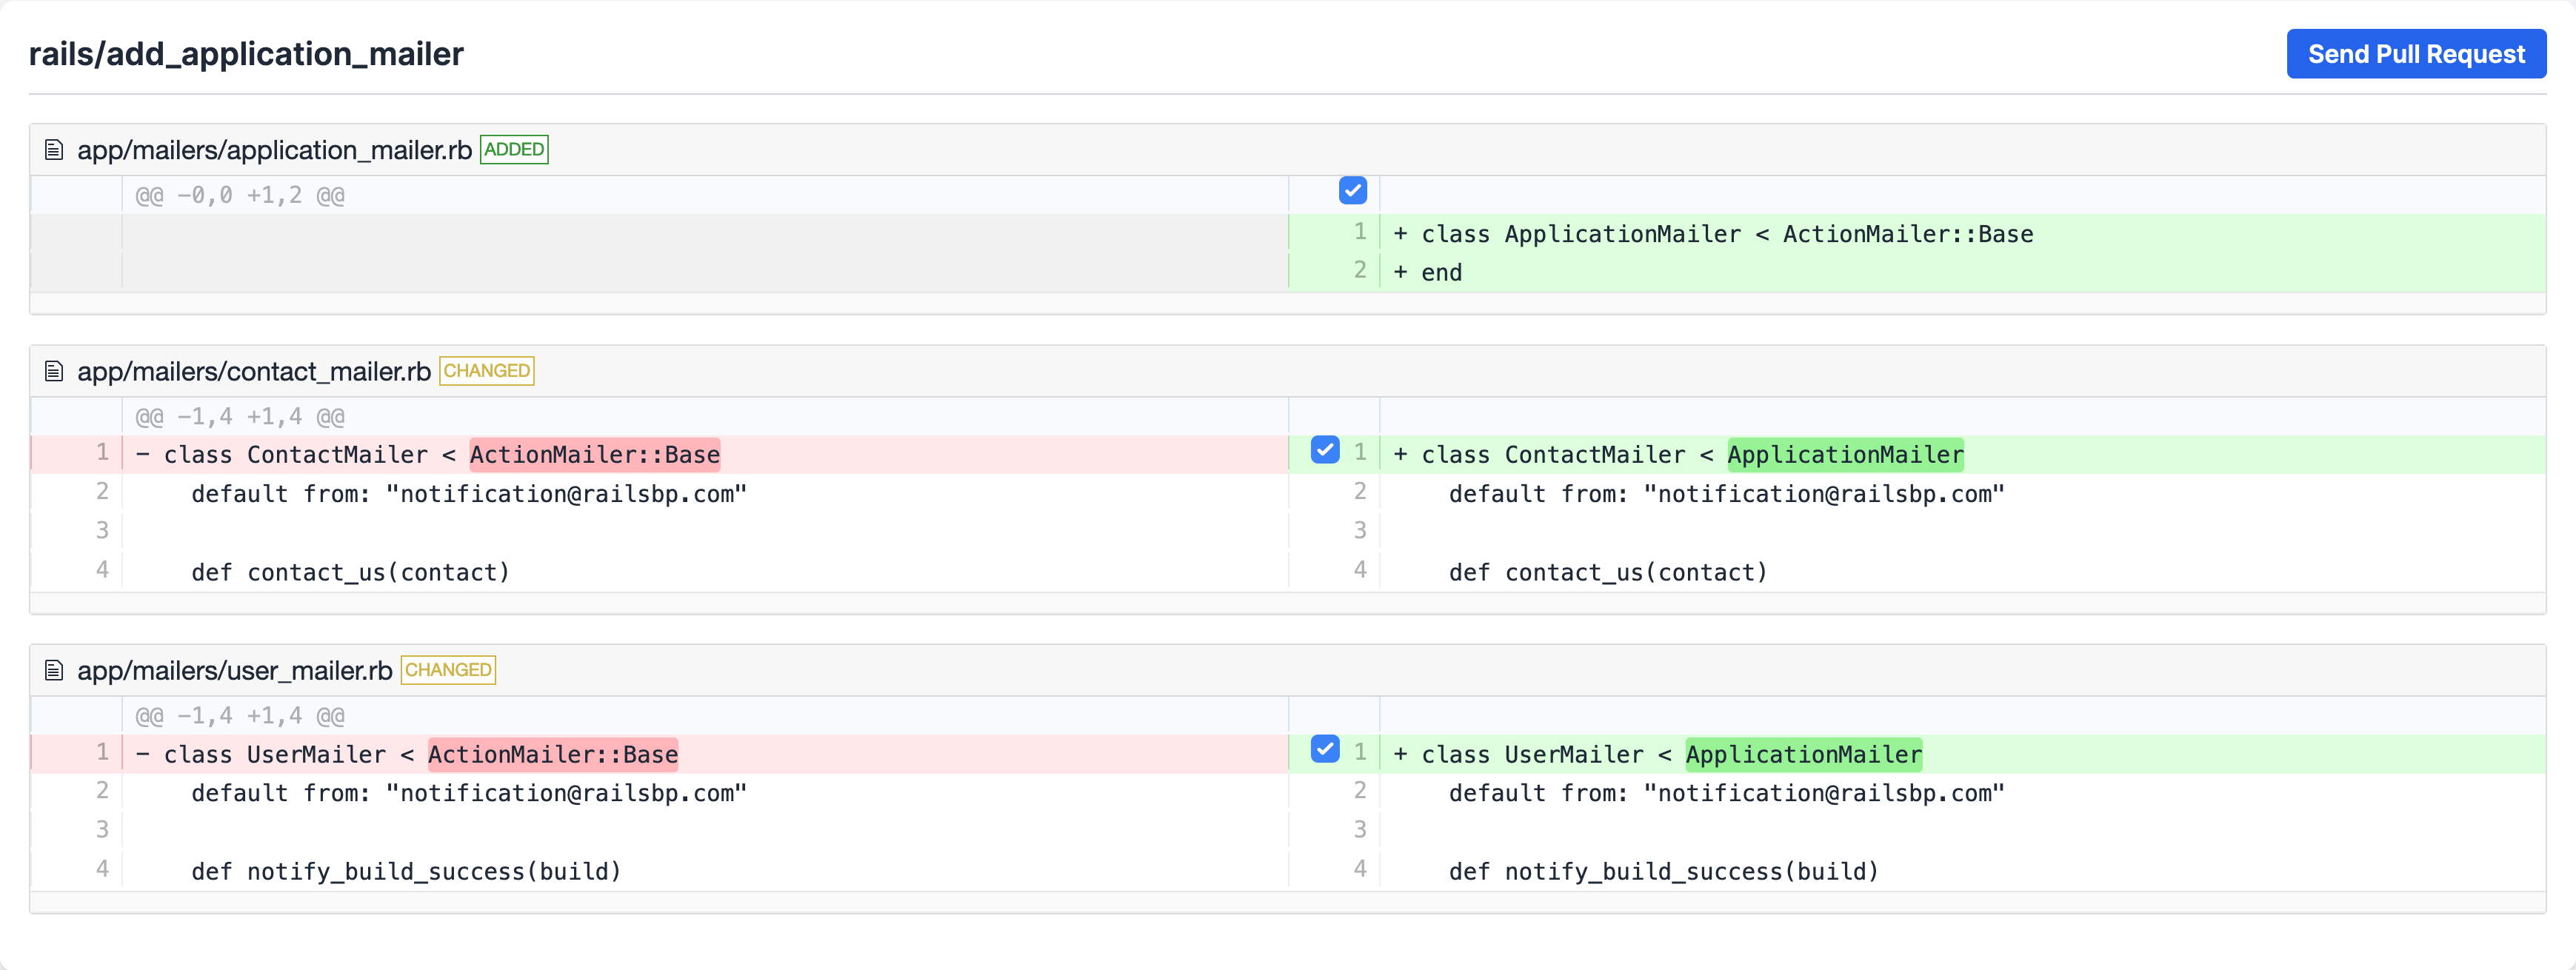 rails/add_application_mailer
Send Pull Request
app/mailers/application_mailer.rb ADDED
@@ -0,0 +1,2 @@
1 + class ApplicationMailer < ActionMailer::Base
2 + end
app/mailers/contact_mailer.rb CHANGED
@@ -1,4 +1,4 @@
1 - class ContactMailer < ActionMailer::Base 1 + class ContactMailer < ApplicationMailer
2 default from: "notification@railsbp.com" 2 default from: "notification@railsbp.com"
3 3
4 def contact_us(contact) 4 def contact_us(contact)
app/mailers/user_mailer.rb CHANGED
@@ -1,4 +1,4 @@
1 - class UserMailer < ActionMailer::Base 1 + class UserMailer < ApplicationMailer
2 default from: "notification@railsbp.com" 2 default from: "notification@railsbp.com"
3 3
4 def notify_build_success(build) 4 def notify_build_success(build)